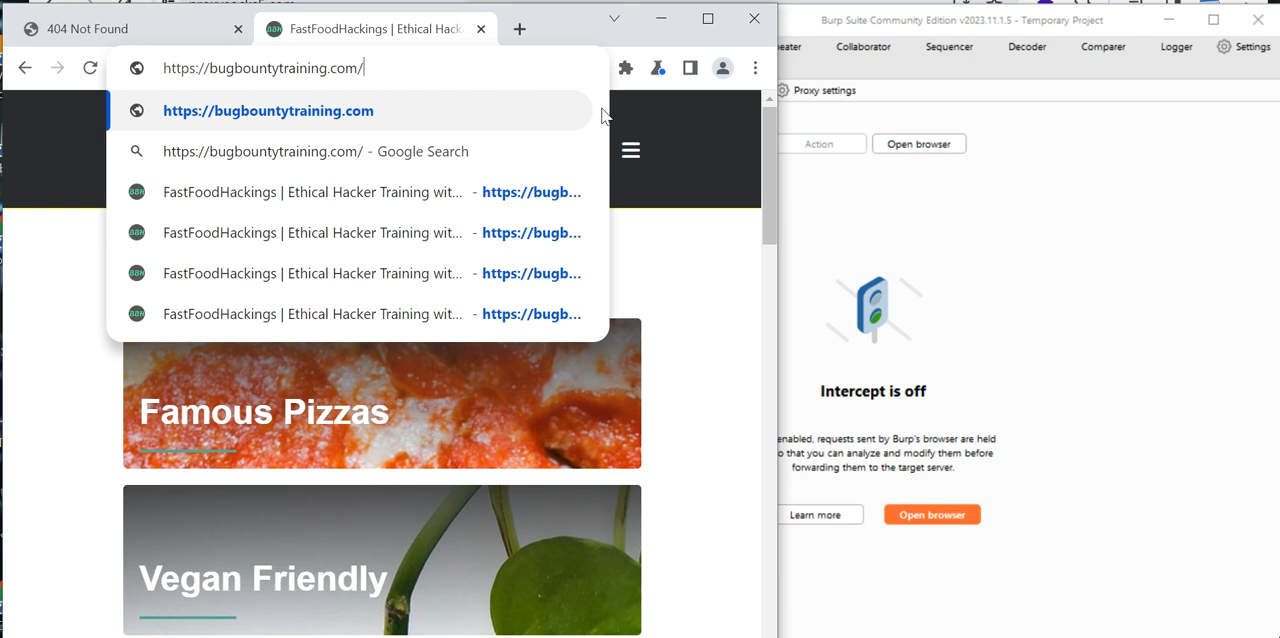 404 Not Found
FastFoodHackings | Ethical Hack
Burp Suite Community Edition v2023.11.1.5 - Temporary Project
https://bugbountytraining.com/
https://bugbountytraining.com
https://bugbountytraining.com/ - Google Search
FastFoodHackings | Ethical Hacker Training wit... - https://bugb...
FastFoodHackings | Ethical Hacker Training wit... - https://bugb...
FastFoodHackings | Ethical Hacker Training wit... - https://bugb...
FastFoodHackings | Ethical Hacker Training wit... - https://bugb...
Famous Pizzas
Vegan Friendly
eater Collaborator Sequencer Decoder Comparer Logger Settings
Proxy settings
Action Open browser
Intercept is off
enabled, requests sent by Burp's browser are held
o that you can analyze and modify them before
forwarding them to the target server.
Learn more Open browser